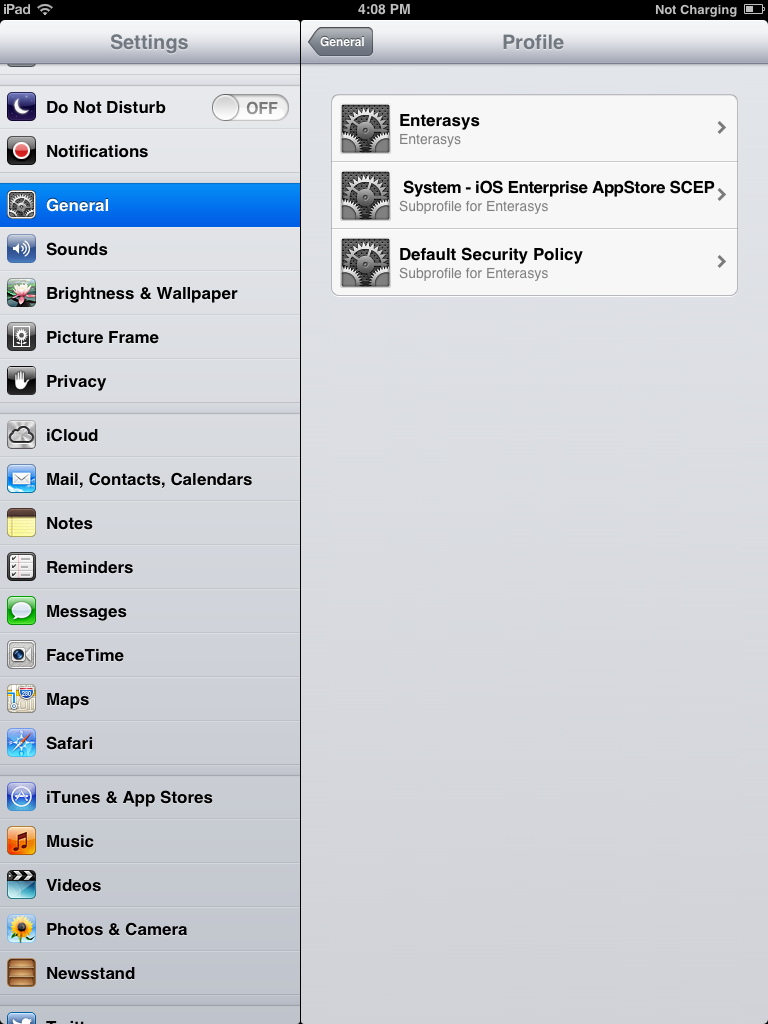 iPad
4:08 PM
Not Charging
Settings
General
Profile
Do Not Disturb
OFF
Notifications
General
Sounds
Brightness & Wallpaper
Picture Frame
Privacy
iCloud
Mail, Contacts, Calendars
Notes
Reminders
Messages
FaceTime
Maps
Safari
iTunes & App Stores
Music
Videos
Photos & Camera
Newsstand
Enterasys
Enterasys
System - iOS Enterprise AppStore SCEP
Subprofile for Enterasys
Default Security Policy
Subprofile for Enterasys